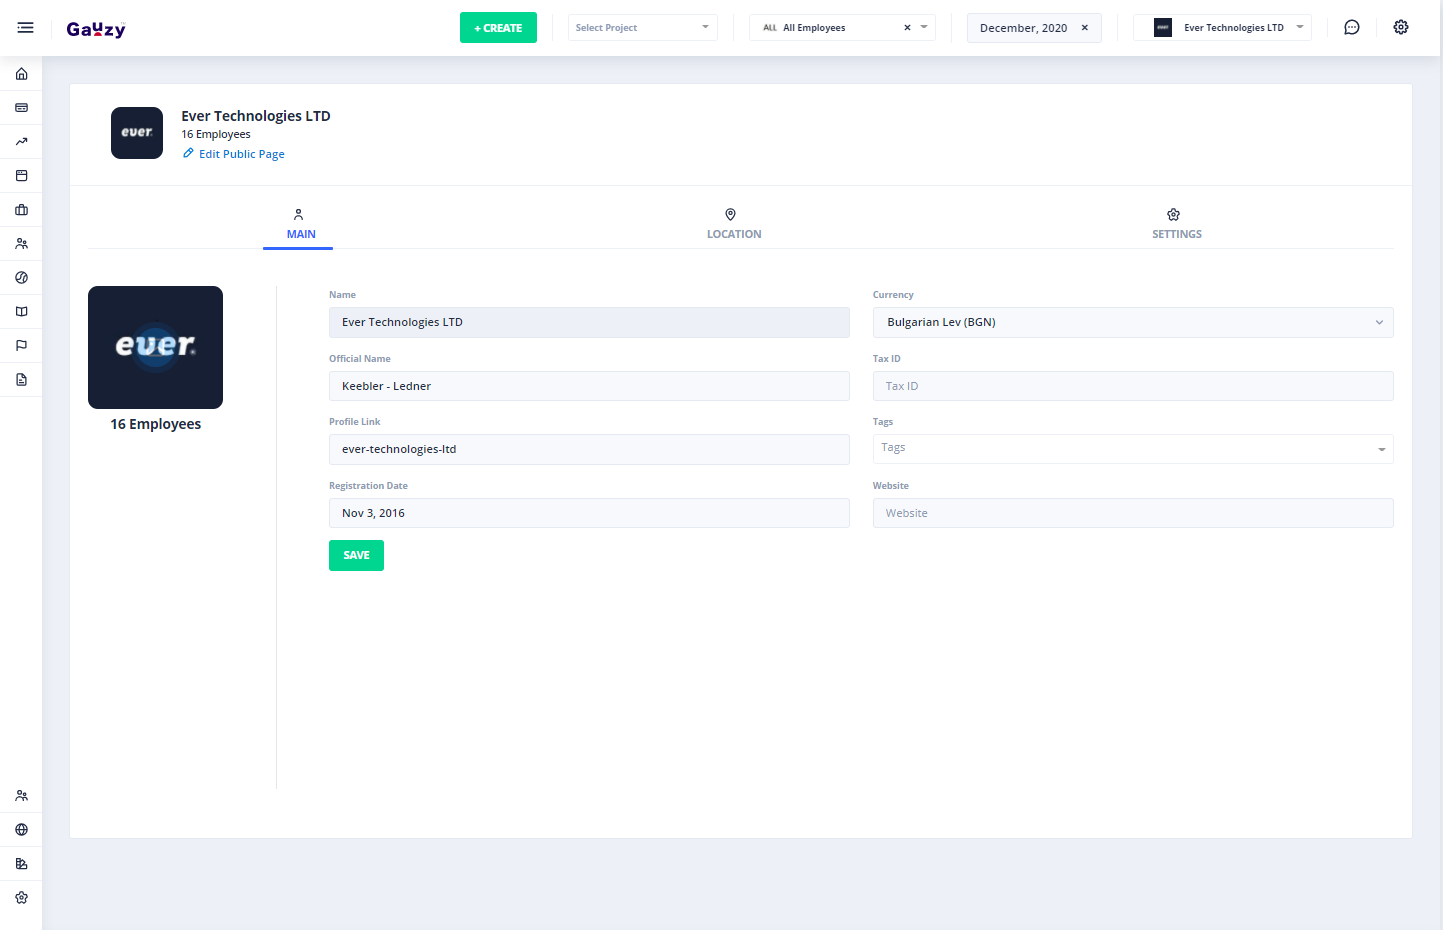 Gauzy
+ CREATE
Select Project
ALL All Employees ×
December, 2020 ×
ever. Ever Technologies LTD
ever.
Ever Technologies LTD
16 Employees
Edit Public Page
MAIN
LOCATION
SETTINGS
ever.
16 Employees
Name
Ever Technologies LTD
Currency
Bulgarian Lev (BGN)
Official Name
Keebler - Ledner
Tax ID
Tax ID
Profile Link
ever-technologies-ltd
Tags
Tags
Registration Date
Nov 3, 2016
Website
Website
SAVE